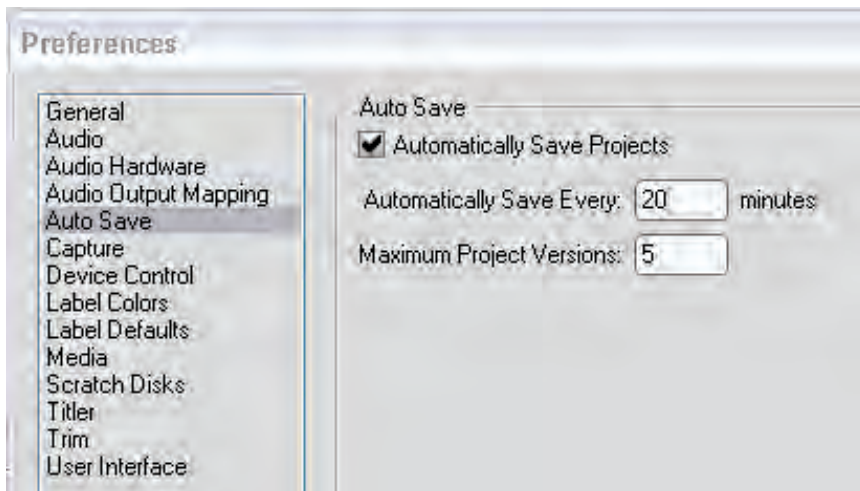 Preferences
General
Audio
Audio Hardware
Audio Output Mapping
Auto Save
Capture
Device Control
Label Colors
Label Defaults
Media
Scratch Disks
Titler
Trim
User Interface
Auto Save
Automatically Save Projects
Automatically Save Every: 20 minutes
Maximum Project Versions: 5